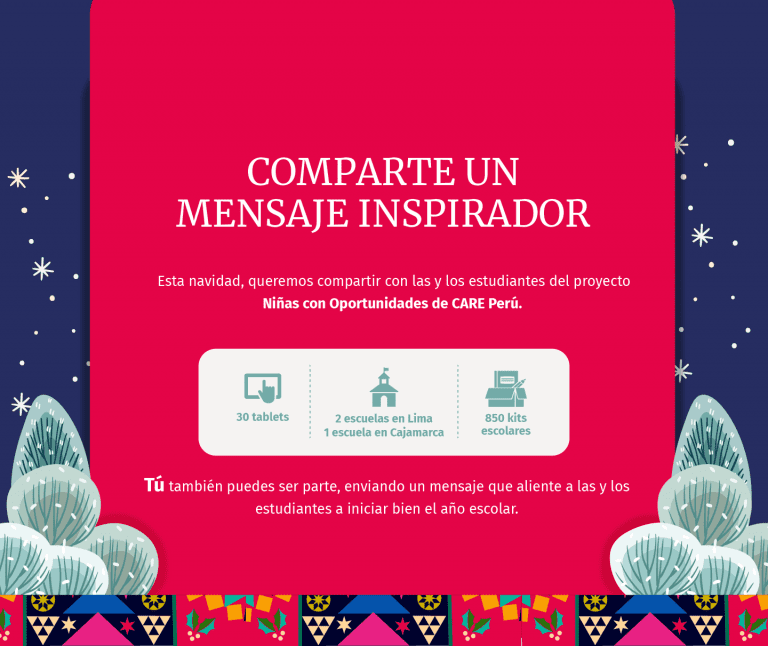 COMPARTE UN
MENSAJE INSPIRADOR
Esta navidad, queremos compartir con las y los estudiantes del proyecto
Niñas con Oportunidades de CARE Perú.
30 tablets
2 escuelas en Lima
1 escuela en Cajamarca
850 kits
escolares
Tú también puedes ser parte, enviando un mensaje que aliente a las y los
estudiantes a iniciar bien el año escolar.